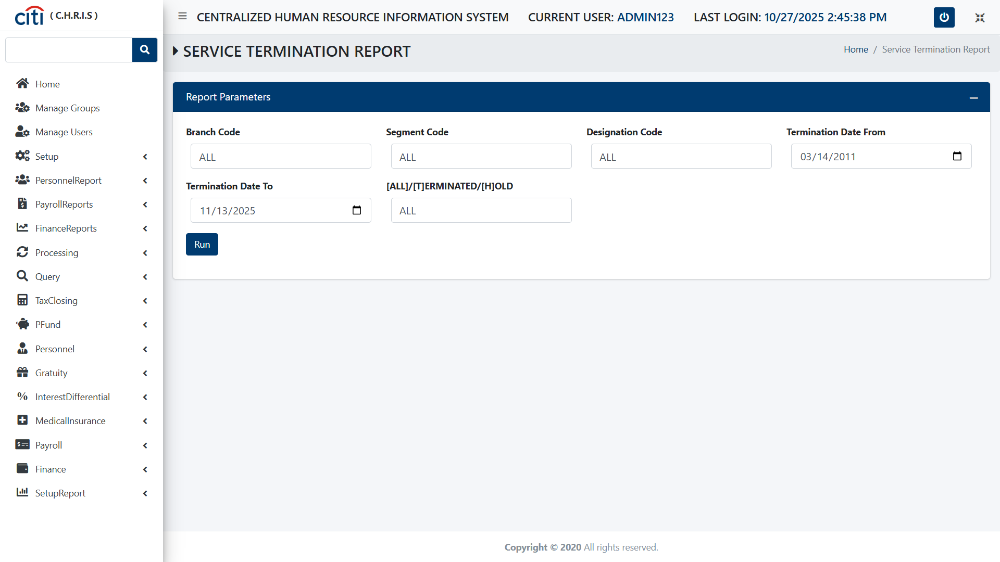 citi ( C.H.R.I.S )
CENTRALIZED HUMAN RESOURCE INFORMATION SYSTEM CURRENT USER: ADMIN123 LAST LOGIN: 10/27/2025 2:45:38 PM
SERVICE TERMINATION REPORT
Home / Service Termination Report
Home
Manage Groups
Manage Users
Setup
PersonnelReport
PayrollReports
FinanceReports
Processing
Query
TaxClosing
PFund
Personnel
Gratuity
InterestDifferential
MedicalInsurance
Payroll
Finance
SetupReport
Report Parameters
Branch Code
ALL
Segment Code
ALL
Designation Code
ALL
Termination Date From
03/14/2011
Termination Date To
11/13/2025
[ALL]/[T]ERMINATED/[H]OLD
ALL
Run
Copyright © 2020 All rights reserved.